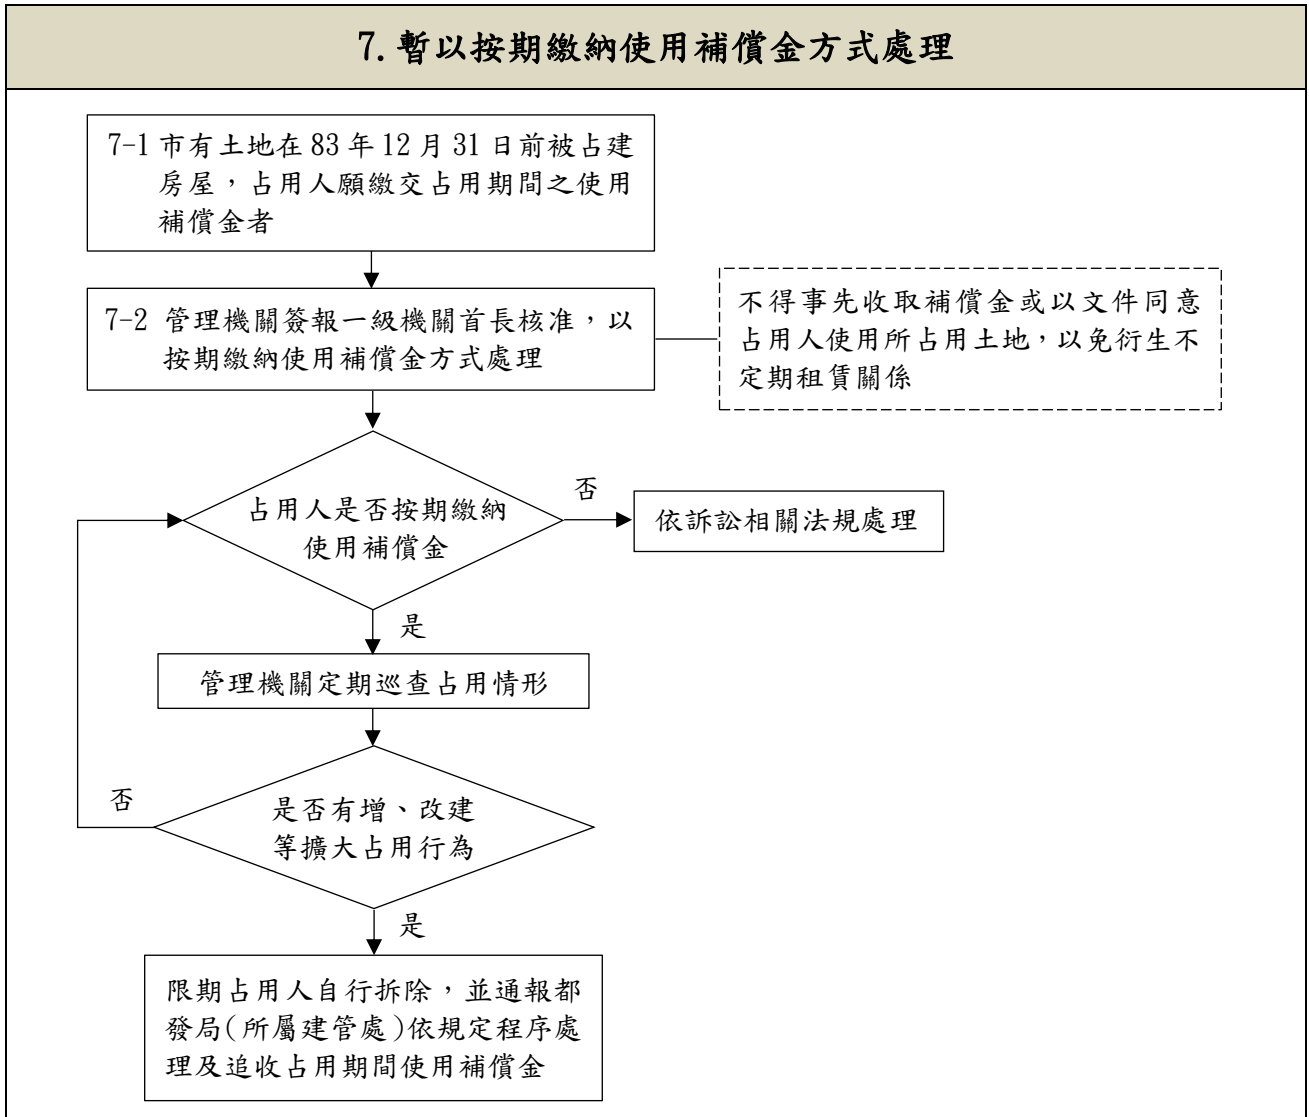 7.暫以按期繳納使用補償金方式處理
7-1 市有土地在 83 年 12 月 31 日前被占建
房屋，占用人願繳交占用期間之使用
補償金者
7-2 管理機關簽報一級機關首長核准，以
按期繳納使用補償金方式處理
不得事先收取補償金或以文件同意
占用人使用所占用土地，以免衍生不
定期租賃關係
占用人是否按期繳納
使用補償金
否
依訴訟相關法規處理
是
管理機關定期巡查占用情形
否
是否有增、改建
等擴大占用行為
是
限期占用人自行拆除，並通報都
發局(所屬建管處)依規定程序處
理及追收占用期間使用補償金